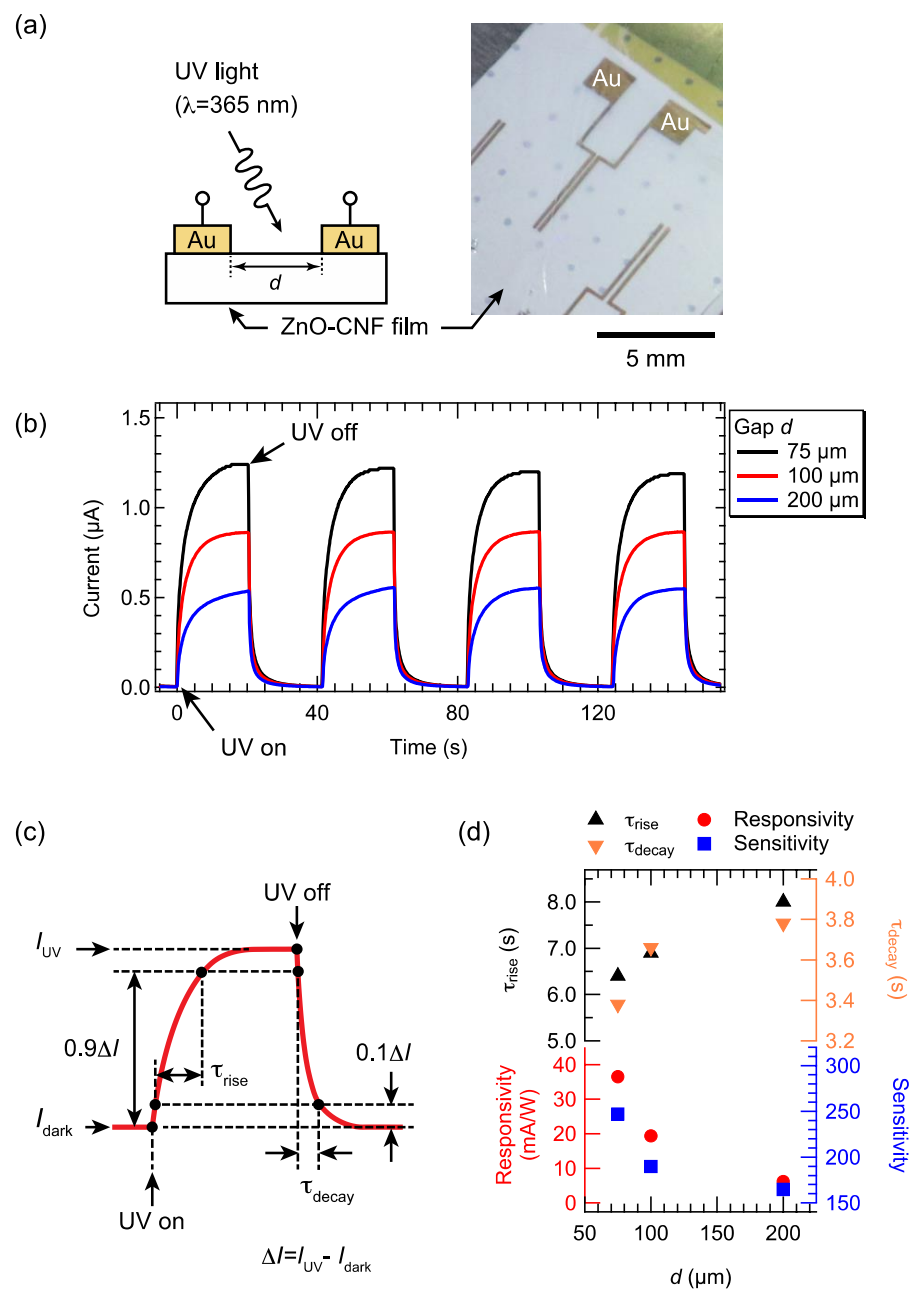 (a)
UV light
(λ=365 nm)
Au
Au
d
ZnO-CNF film
Au
Au
5 mm
(b)
1.5
1.0
0.5
0.0
Current (µA)
0
40
80
120
Time (s)
UV on
UV off
Gap d
75 µm
100 µm
200 µm
(c)
UV off
I_UV
0.9ΔI
τ_rise
0.1ΔI
I_dark
τ_decay
UV on
ΔI=I_UV- I_dark
(d)
τ_rise
Responsivity
τ_decay
Sensitivity
8.0
7.0
6.0
5.0
τ_rise (s)
4.0
3.8
3.6
3.4
3.2
τ_decay (s)
40
30
20
10
0
Responsivity
(mA/W)
300
250
200
150
Sensitivity
50
100
150
200
d (µm)